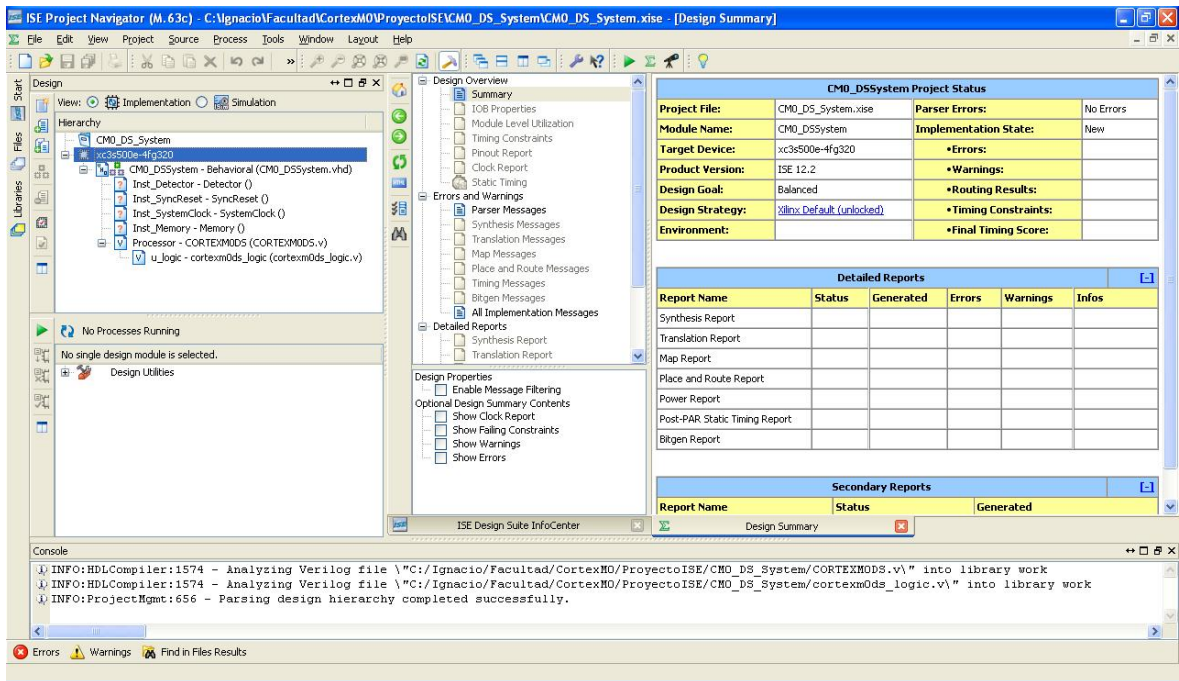 ISE Project Navigator (M.63c) - C:\Ignacio\Facultad\CortexM0\ProyectoISE\CM0_DS_System\CM0_DS_System.xise - [Design Summary]
File Edit View Project Source Process Tools Window Layout Help
Start
Files
Libraries
Design
View: Implementation Simulation
Hierarchy
CM0_DS_System
xc3s500e-4fg320
CM0_DSSystem - Behavioral (CM0_DSSystem.vhd)
Inst_Detector - Detector ()
Inst_SyncReset - SyncReset ()
Inst_SystemClock - SystemClock ()
Inst_Memory - Memory ()
Processor - CORTEXM0DS (CORTEXM0DS.v)
u_logic - cortexm0ds_logic (cortexm0ds_logic.v)
No Processes Running
No single design module is selected.
Design Utilities
Design Overview
Summary
IOB Properties
Module Level Utilization
Timing Constraints
Pinout Report
Clock Report
Static Timing
Errors and Warnings
Parser Messages
Synthesis Messages
Translation Messages
Map Messages
Place and Route Messages
Timing Messages
Bitgen Messages
All Implementation Messages
Detailed Reports
Synthesis Report
Translation Report
Design Properties
Enable Message Filtering
Optional Design Summary Contents
Show Clock Report
Show Failing Constraints
Show Warnings
Show Errors
CM0_DSSystem Project Status
Project File: CM0_DS_System.xise Parser Errors: No Errors
Module Name: CM0_DSSystem Implementation State: New
Target Device: xc3s500e-4fg320 •Errors:
Product Version: ISE 12.2 •Warnings:
Design Goal: Balanced •Routing Results:
Design Strategy: Xilinx Default (unlocked) •Timing Constraints:
Environment: •Final Timing Score:
Detailed Reports [-]
Report Name Status Generated Errors Warnings Infos
Synthesis Report
Translation Report
Map Report
Place and Route Report
Power Report
Post-PAR Static Timing Report
Bitgen Report
Secondary Reports [-]
Report Name Status Generated
ISE Design Suite InfoCenter Design Summary
Console
INFO:HDLCompiler:1574 - Analyzing Verilog file \"C:/Ignacio/Facultad/CortexM0/ProyectoISE/CM0_DS_System/CORTEXM0DS.v\" into library work
INFO:HDLCompiler:1574 - Analyzing Verilog file \"C:/Ignacio/Facultad/CortexM0/ProyectoISE/CM0_DS_System/cortexm0ds_logic.v\" into library work
INFO:ProjectMgmt:656 - Parsing design hierarchy completed successfully.
Errors Warnings Find in Files Results